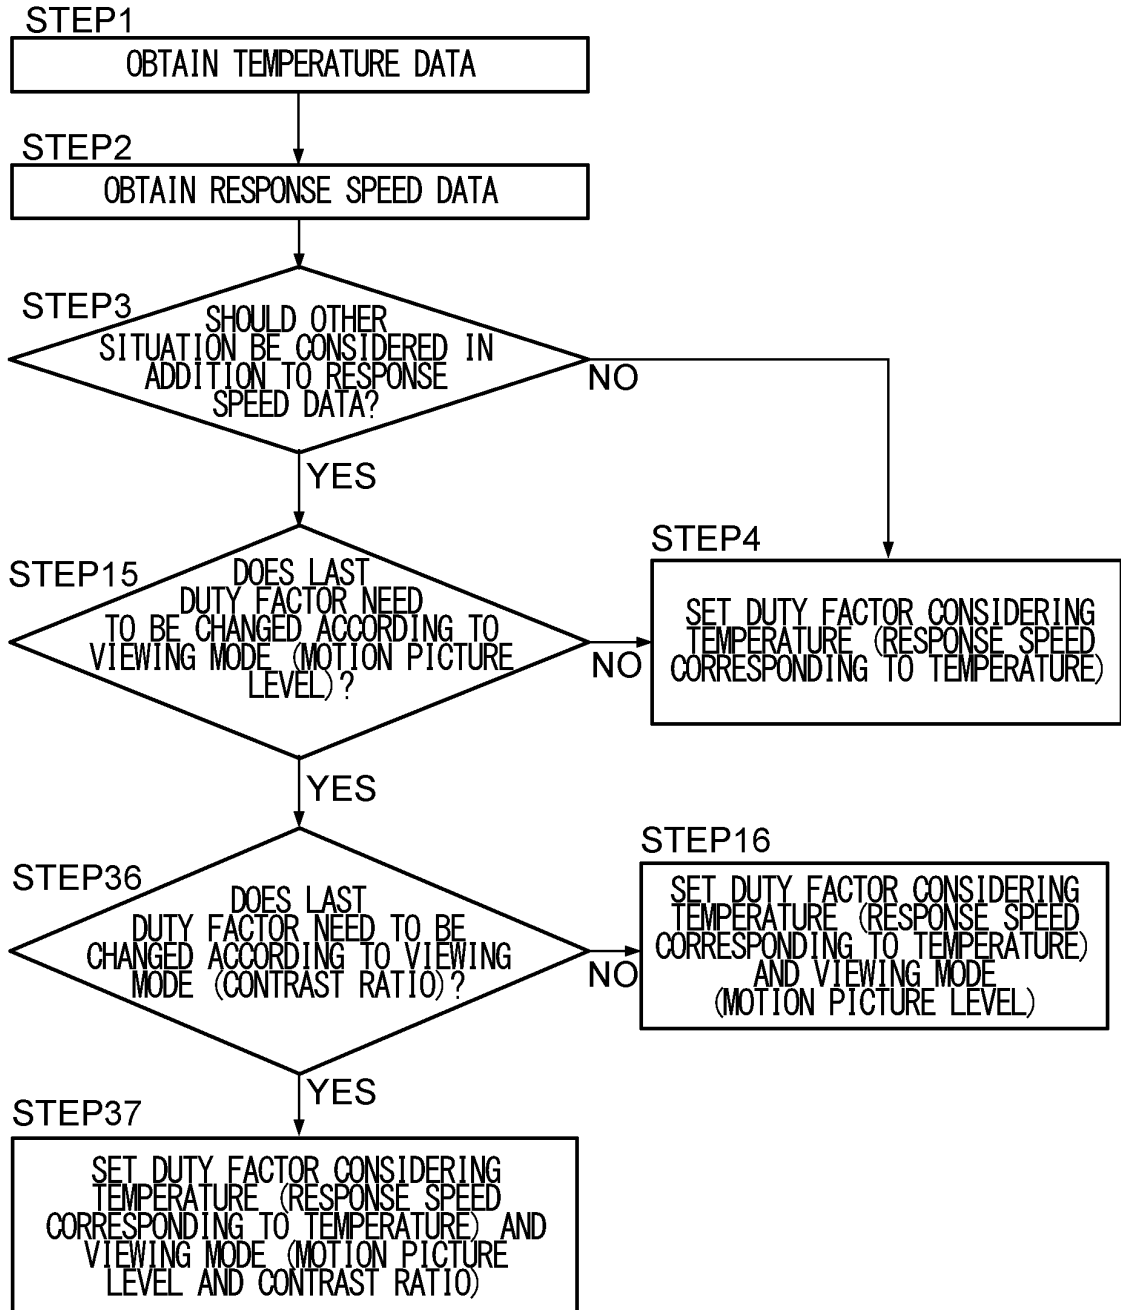 STEP1
OBTAIN TEMPERATURE DATA
STEP2
OBTAIN RESPONSE SPEED DATA
STEP3
SHOULD OTHER
SITUATION BE CONSIDERED IN
ADDITION TO RESPONSE
SPEED DATA?
NO
YES
STEP15
DOES LAST
DUTY FACTOR NEED
TO BE CHANGED ACCORDING TO
VIEWING MODE (MOTION PICTURE
LEVEL)?
NO
YES
STEP4
SET DUTY FACTOR CONSIDERING
TEMPERATURE (RESPONSE SPEED
CORRESPONDING TO TEMPERATURE)
STEP36
DOES LAST
DUTY FACTOR NEED TO BE
CHANGED ACCORDING TO VIEWING
MODE (CONTRAST RATIO)?
NO
YES
STEP16
SET DUTY FACTOR CONSIDERING
TEMPERATURE (RESPONSE SPEED
CORRESPONDING TO TEMPERATURE)
AND VIEWING MODE
(MOTION PICTURE LEVEL)
STEP37
SET DUTY FACTOR CONSIDERING
TEMPERATURE (RESPONSE SPEED
CORRESPONDING TO TEMPERATURE) AND
VIEWING MODE (MOTION PICTURE
LEVEL AND CONTRAST RATIO)